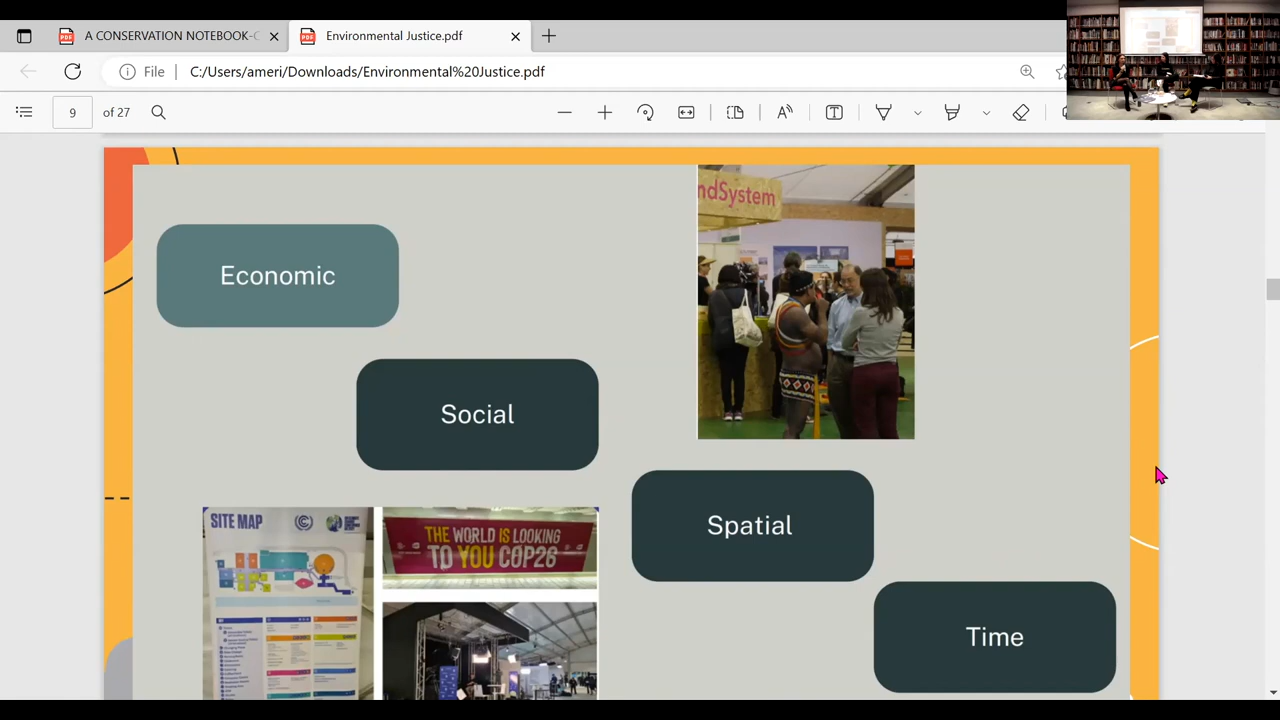 A CONSERVATION NOTEBOOK-C
Environmental Justice.pdf
File
C:/Users/ameri/Downloads/Environmental%20Justice.pdf
9 of 27
ndSystem
Economic
Social
Spatial
Time
SITE MAP
THE WORLD IS LOOKING
TO YOU COP26